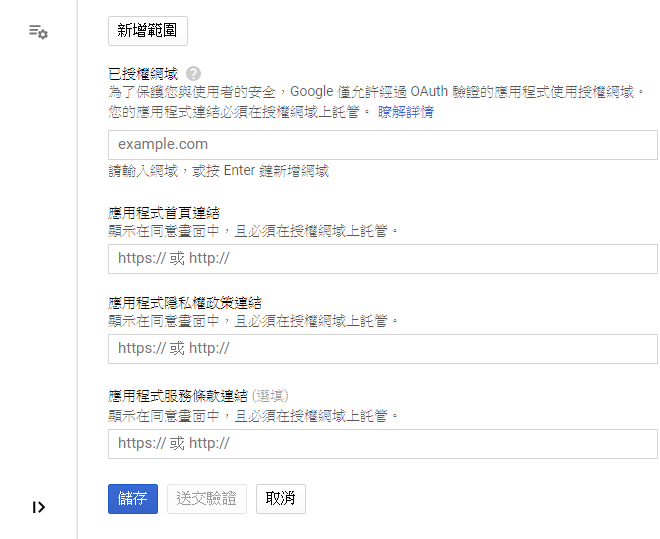 新增範圍
已授權網域 ?
為了保護您與使用者的安全，Google 僅允許經過 OAuth 驗證的應用程式使用授權網域。
您的應用程式連結必須在授權網域上託管。 瞭解詳情
example.com
請輸入網域，或按 Enter 鍵新增網域
應用程式首頁連結
顯示在同意畫面中，且必須在授權網域上託管。
https:// 或 http://
應用程式隱私權政策連結
顯示在同意畫面中，且必須在授權網域上託管。
https:// 或 http://
應用程式服務條款連結 (選填)
顯示在同意畫面中，且必須在授權網域上託管。
https:// 或 http://
儲存 送交驗證 取消